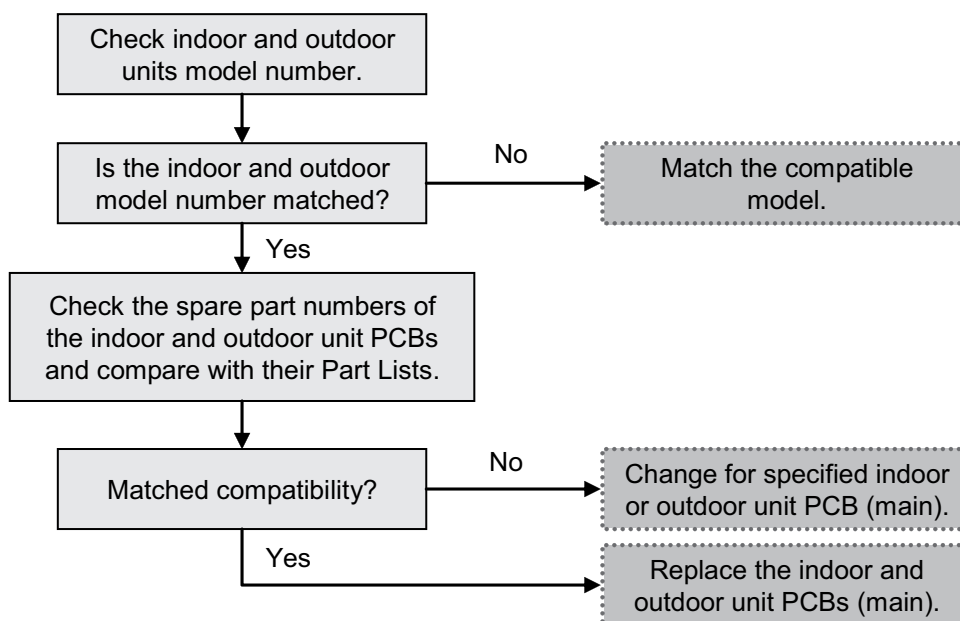 Check indoor and outdoor
units model number.
Is the indoor and outdoor
model number matched?
No
Match the compatible
model.
Yes
Check the spare part numbers of
the indoor and outdoor unit PCBs
and compare with their Part Lists.
Matched compatibility?
No
Change for specified indoor
or outdoor unit PCB (main).
Yes
Replace the indoor and
outdoor unit PCBs (main).